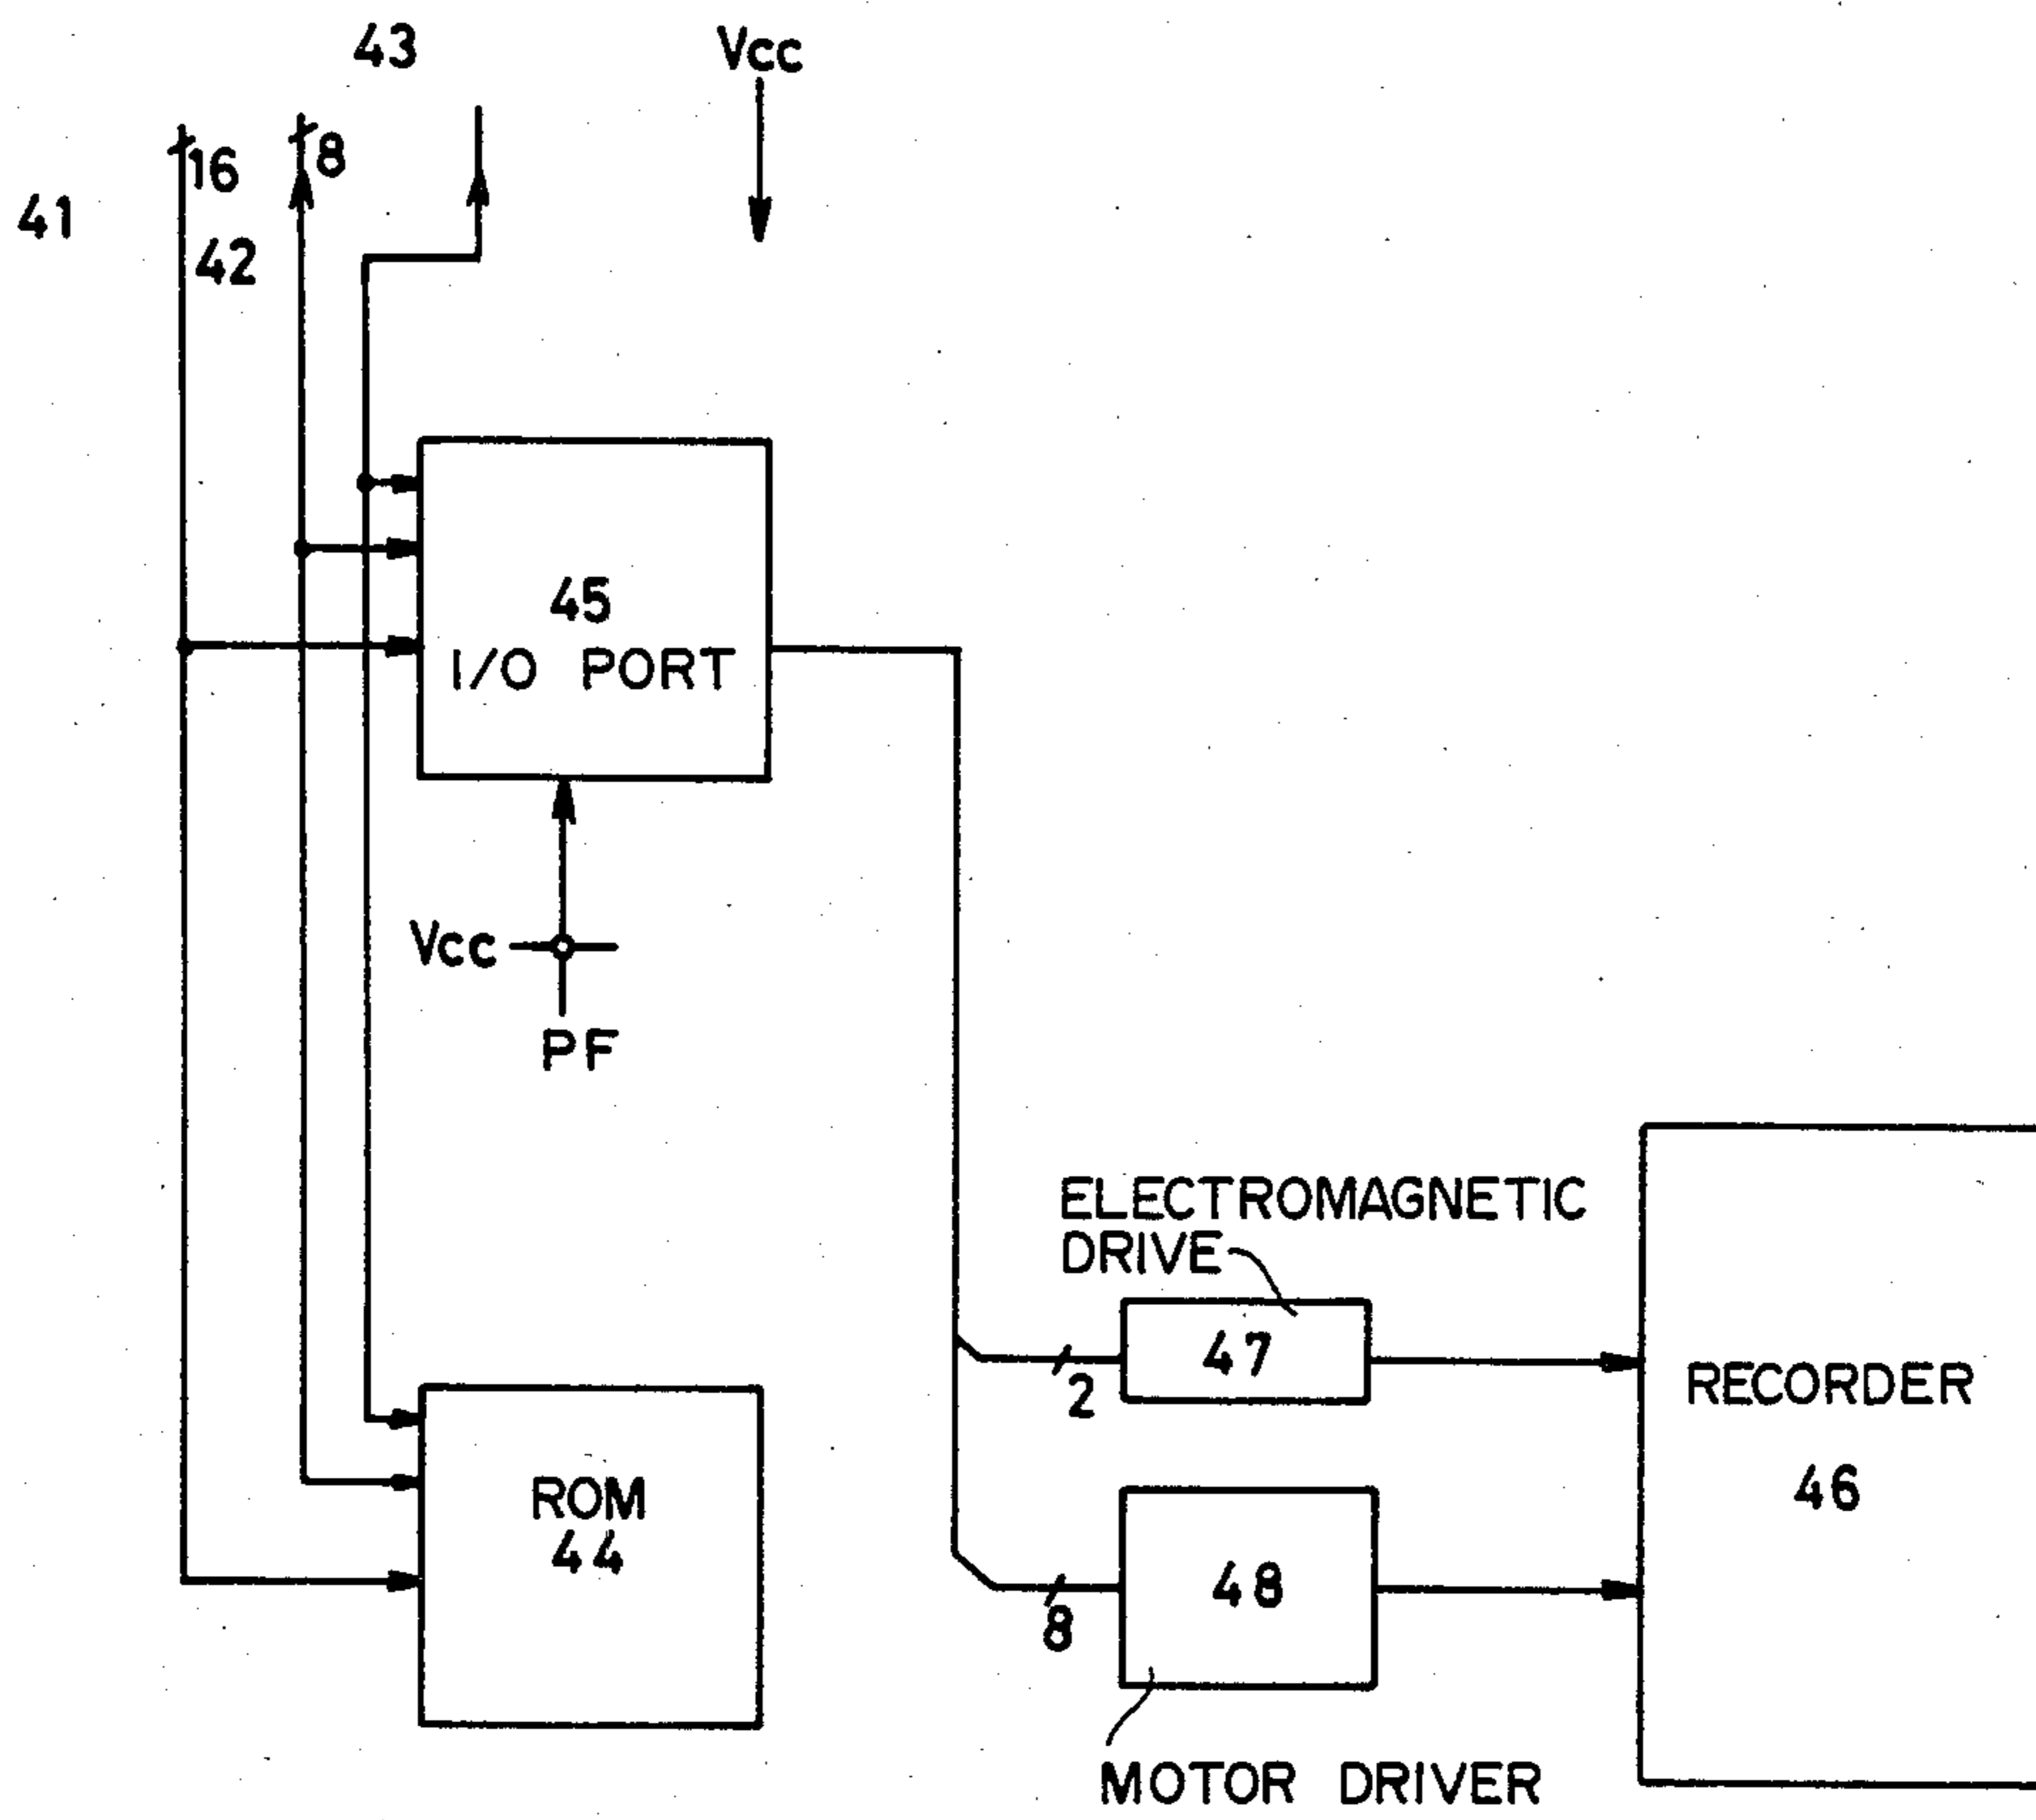 43
Vcc
16
8
41
42
45
I/O PORT
Vcc
PF
ELECTROMAGNETIC
DRIVE
47
2
RECORDER
46
ROM
44
48
8
MOTOR DRIVER